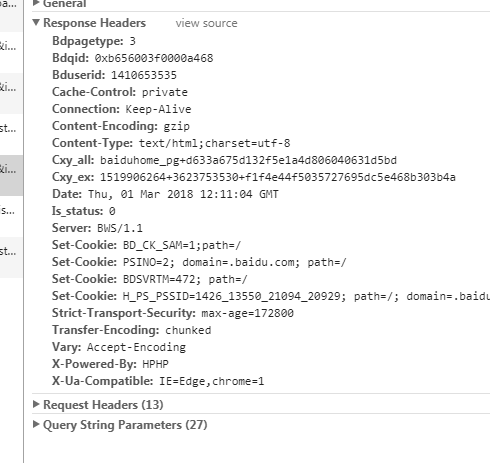 General
Response Headers view source
Bdpagetype: 3
Bdqid: 0xb656003f0000a468
Bduserid: 1410653535
Cache-Control: private
Connection: Keep-Alive
Content-Encoding: gzip
Content-Type: text/html;charset=utf-8
Cxy_all: baiduhome_pg+d633a675d132f5e1a4d806040631d5bd
Cxy_ex: 1519906264+3623753530+f1f4e44f5035727695dc5e468b303b4a
Date: Thu, 01 Mar 2018 12:11:04 GMT
Is_status: 0
Server: BWS/1.1
Set-Cookie: BD_CK_SAM=1;path=/
Set-Cookie: PSINO=2; domain=.baidu.com; path=/
Set-Cookie: BDSVRTM=472; path=/
Set-Cookie: H_PS_PSSID=1426_13550_21094_20929; path=/; domain=.baidu
Strict-Transport-Security: max-age=172800
Transfer-Encoding: chunked
Vary: Accept-Encoding
X-Powered-By: HPHP
X-Ua-Compatible: IE=Edge,chrome=1
Request Headers (13)
Query String Parameters (27)